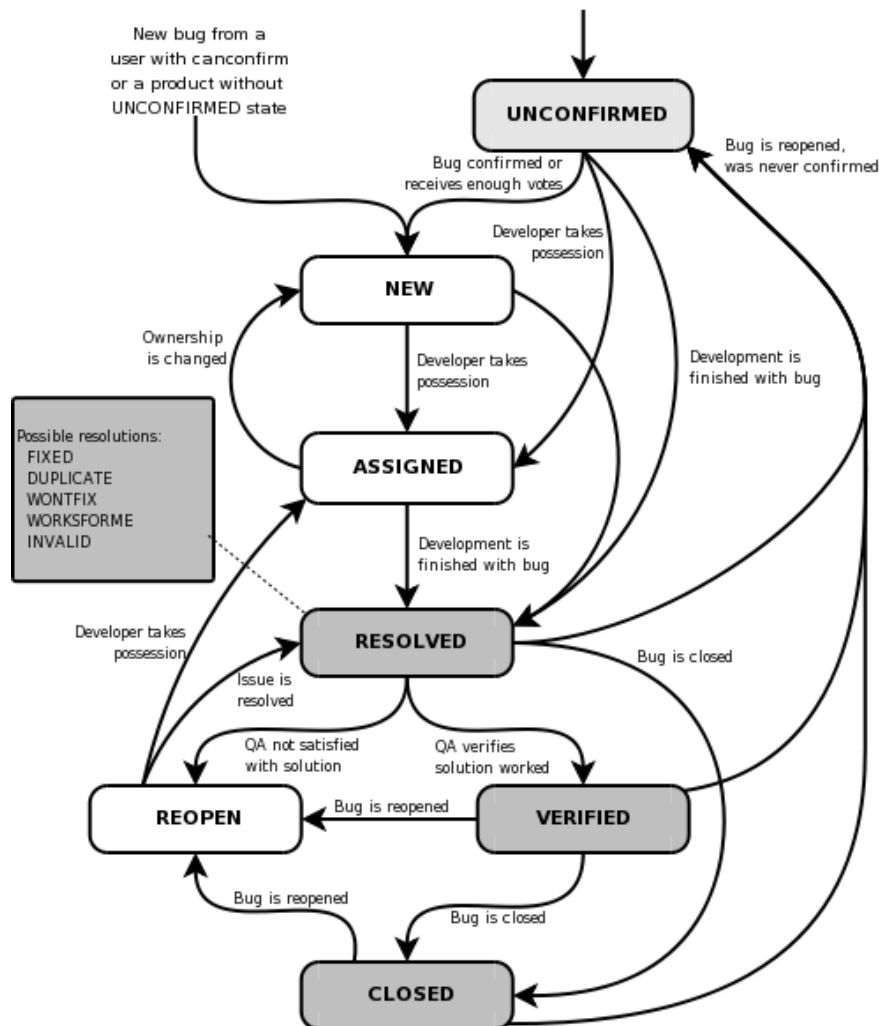 New bug from a
user with canconfirm
or a product without
UNCONFIRMED state
UNCONFIRMED
Bug is reopened,
was never confirmed
Bug confirmed or
receives enough votes
Developer takes
possession
NEW
Ownership
is changed
Developer takes
possession
Development is
finished with bug
Possible resolutions:
FIXED
DUPLICATE
WONTFIX
WORKSFORME
INVALID
ASSIGNED
Development is
finished with bug
RESOLVED
Developer takes
possession
Issue is
resolved
Bug is closed
QA not satisfied
with solution
QA verifies
solution worked
REOPEN
Bug is reopened
VERIFIED
Bug is reopened
Bug is closed
CLOSED